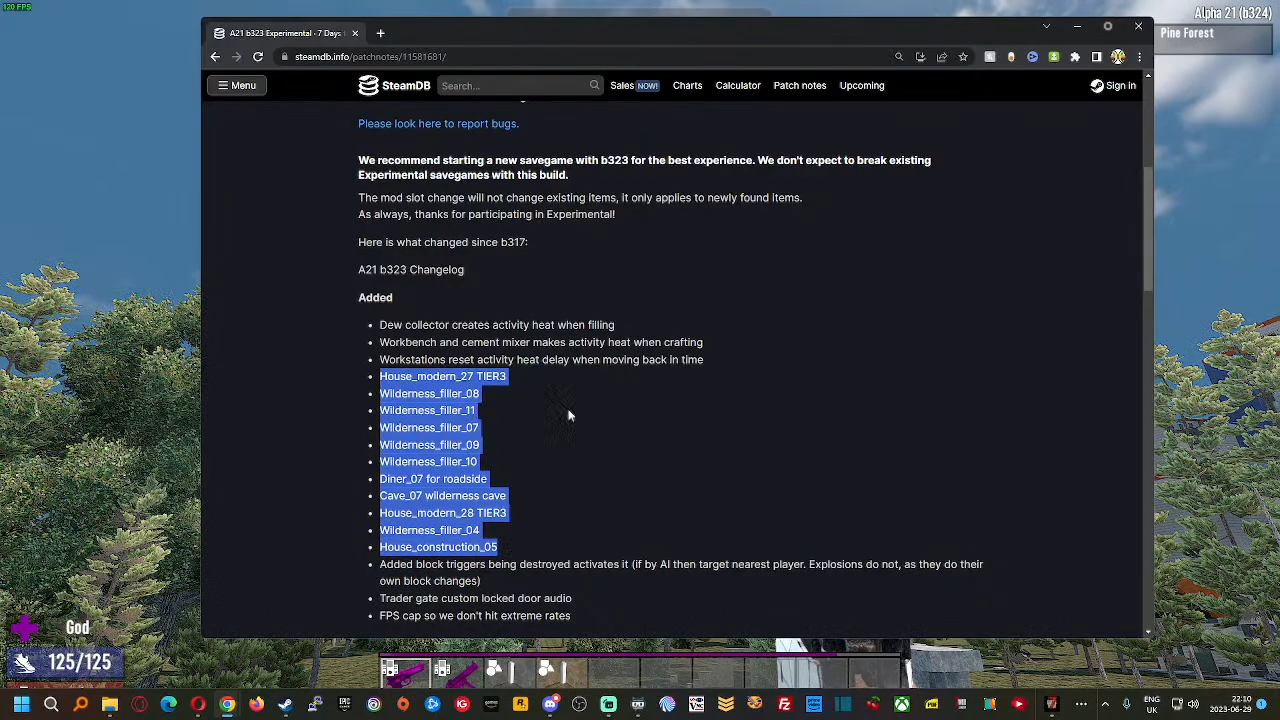 120 FPS
Alpha 21 (b324)
Pine Forest
A21 b323 Experimental - 7 Days
steamdb.info/patchnotes/11581681/
Menu
SteamDB
Search...
Sales NOW!
Charts
Calculator
Patch notes
Upcoming
Sign in
Please look here to report bugs.
We recommend starting a new savegame with b323 for the best experience. We don't expect to break existing
Experimental savegames with this build.
The mod slot change will not change existing items, it only applies to newly found items.
As always, thanks for participating in Experimental!
Here is what changed since b317:
A21 b323 Changelog
Added
• Dew collector creates activity heat when filling
• Workbench and cement mixer makes activity heat when crafting
• Workstations reset activity heat delay when moving back in time
• House_modern_27 TIER3
• Wilderness_filler_08
• Wilderness_filler_11
• Wilderness_filler_07
• Wilderness_filler_09
• Wilderness_filler_10
• Diner_07 for roadside
• Cave_07 wilderness cave
• House_modern_28 TIER3
• Wilderness_filler_04
• House_construction_05
• Added block triggers being destroyed activates it (if by AI then target nearest player. Explosions do not, as they do their
own block changes)
• Trader gate custom locked door audio
• FPS cap so we don't hit extreme rates
God
125/125
ENG
UK
22:10
2023-06-29